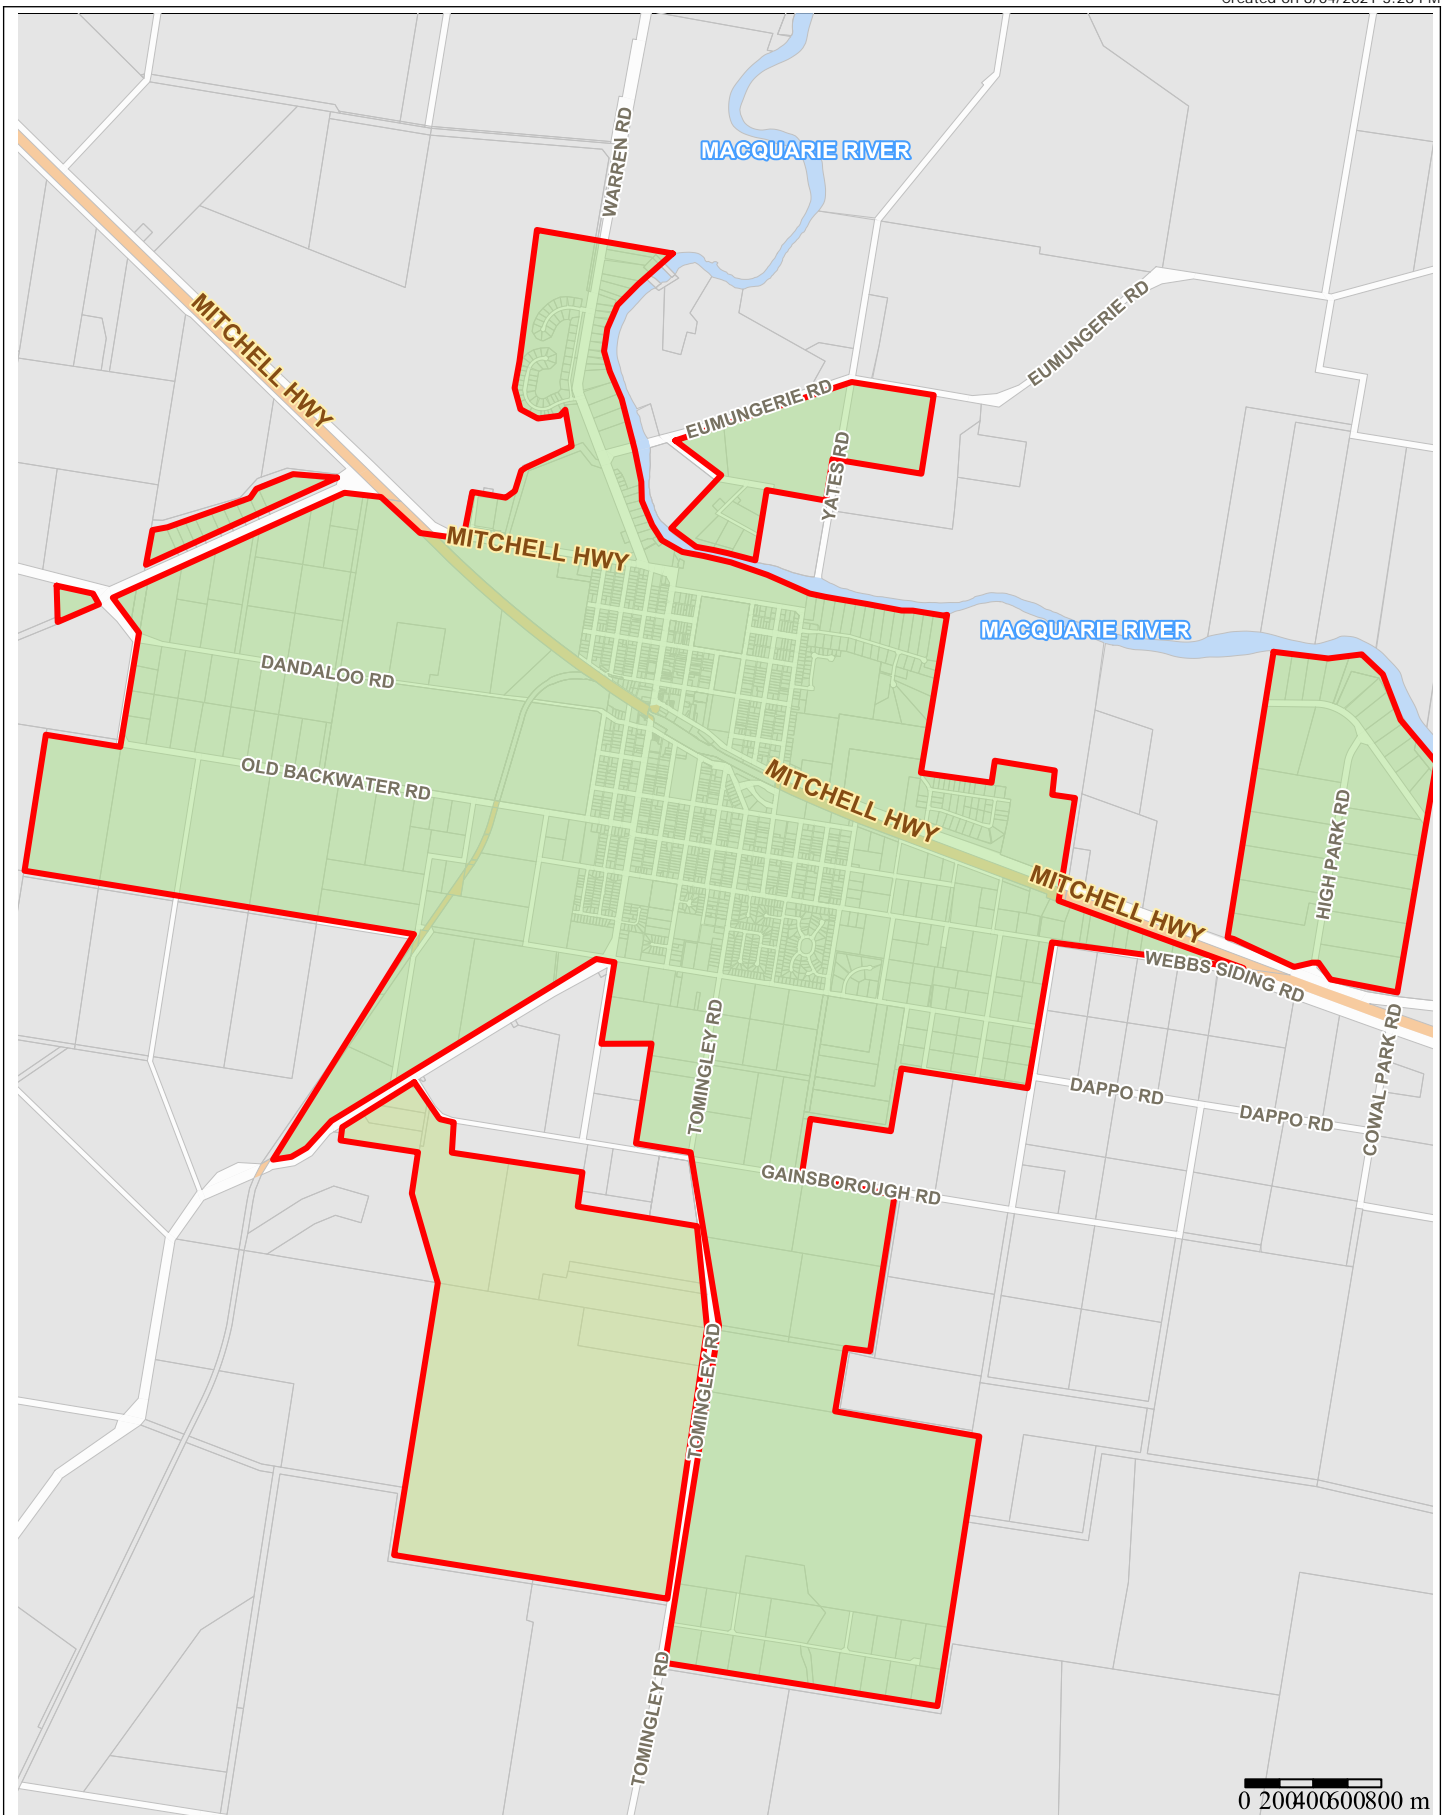 WARREN RD
MACQUARIE RIVER
MITCHELL HWY
EUMUNGERIE RD
EUMUNGERIE RD
YATES RD
MITCHELL HWY
MACQUARIE RIVER
DANDALOO RD
OLD BACKWATER RD
MITCHELL HWY
HIGH PARK RD
MITCHELL HWY
WEBBS SIDING RD
TOMINGLEY RD
COWAL PARK RD
DAPPO RD
DAPPO RD
GAINSBOROUGH RD
TOMINGLEY RD
TOMINGLEY RD
0 200400600800 m